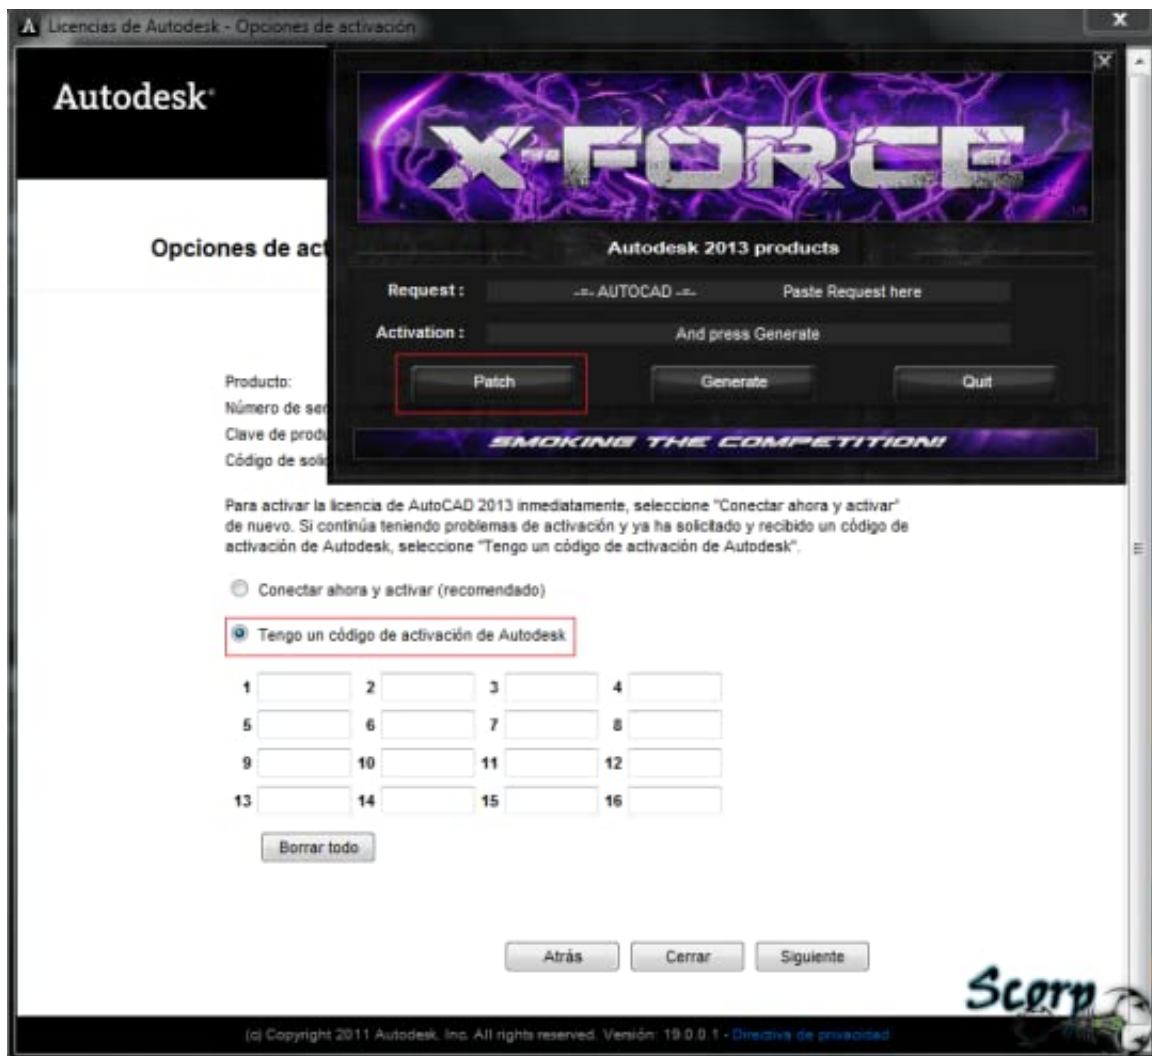 Licencias de Autodesk - Opciones de activación
Autodesk
X-FORCE
Autodesk 2013 products
Opciones de act
Request :
-=- AUTOCAD -=- Paste Request here
Activation :
And press Generate
Patch
Generate
Quit
SMOKING THE COMPETITION!
Producto:
Número de ser
Clave de produ
Código de solic
Para activar la licencia de AutoCAD 2013 inmediatamente, seleccione "Conectar ahora y activar"
de nuevo. Si continúa teniendo problemas de activación y ya ha solicitado y recibido un código de
activación de Autodesk, seleccione "Tengo un código de activación de Autodesk".
Conectar ahora y activar (recomendado)
Tengo un código de activación de Autodesk
1 2 3 4
5 6 7 8
9 10 11 12
13 14 15 16
Borrar todo
Atrás Cerrar Siguiente
Scorp
(c) Copyright 2011 Autodesk, Inc. All rights reserved. Versión: 19.0.0.1 - Directiva de privacidad